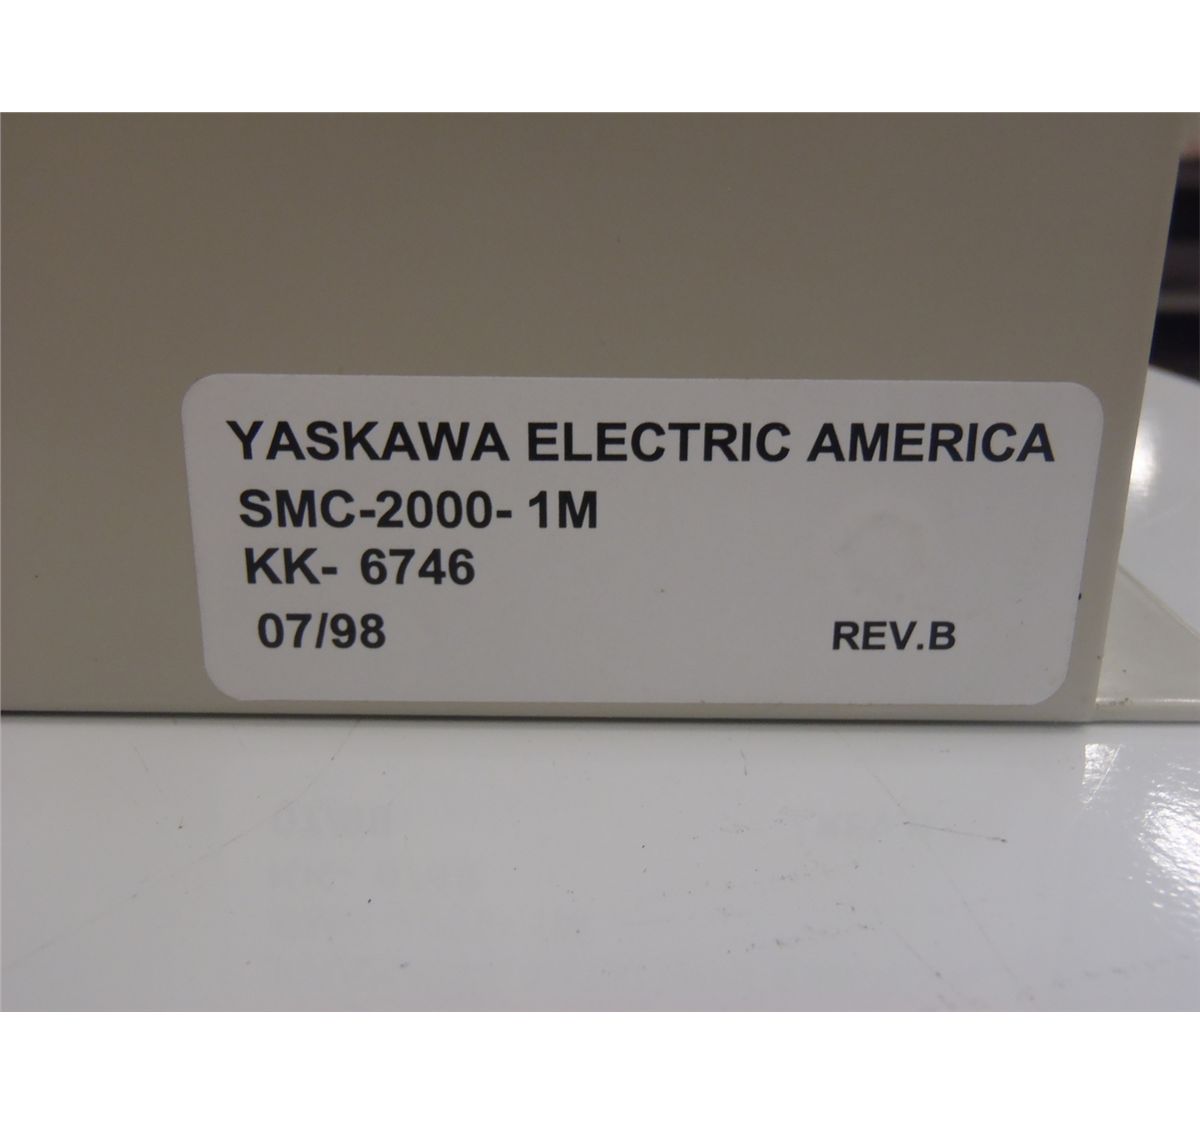 YASKAWA ELECTRIC AMERICA
SMC-2000- 1M
KK- 6746
07/98 REV.B